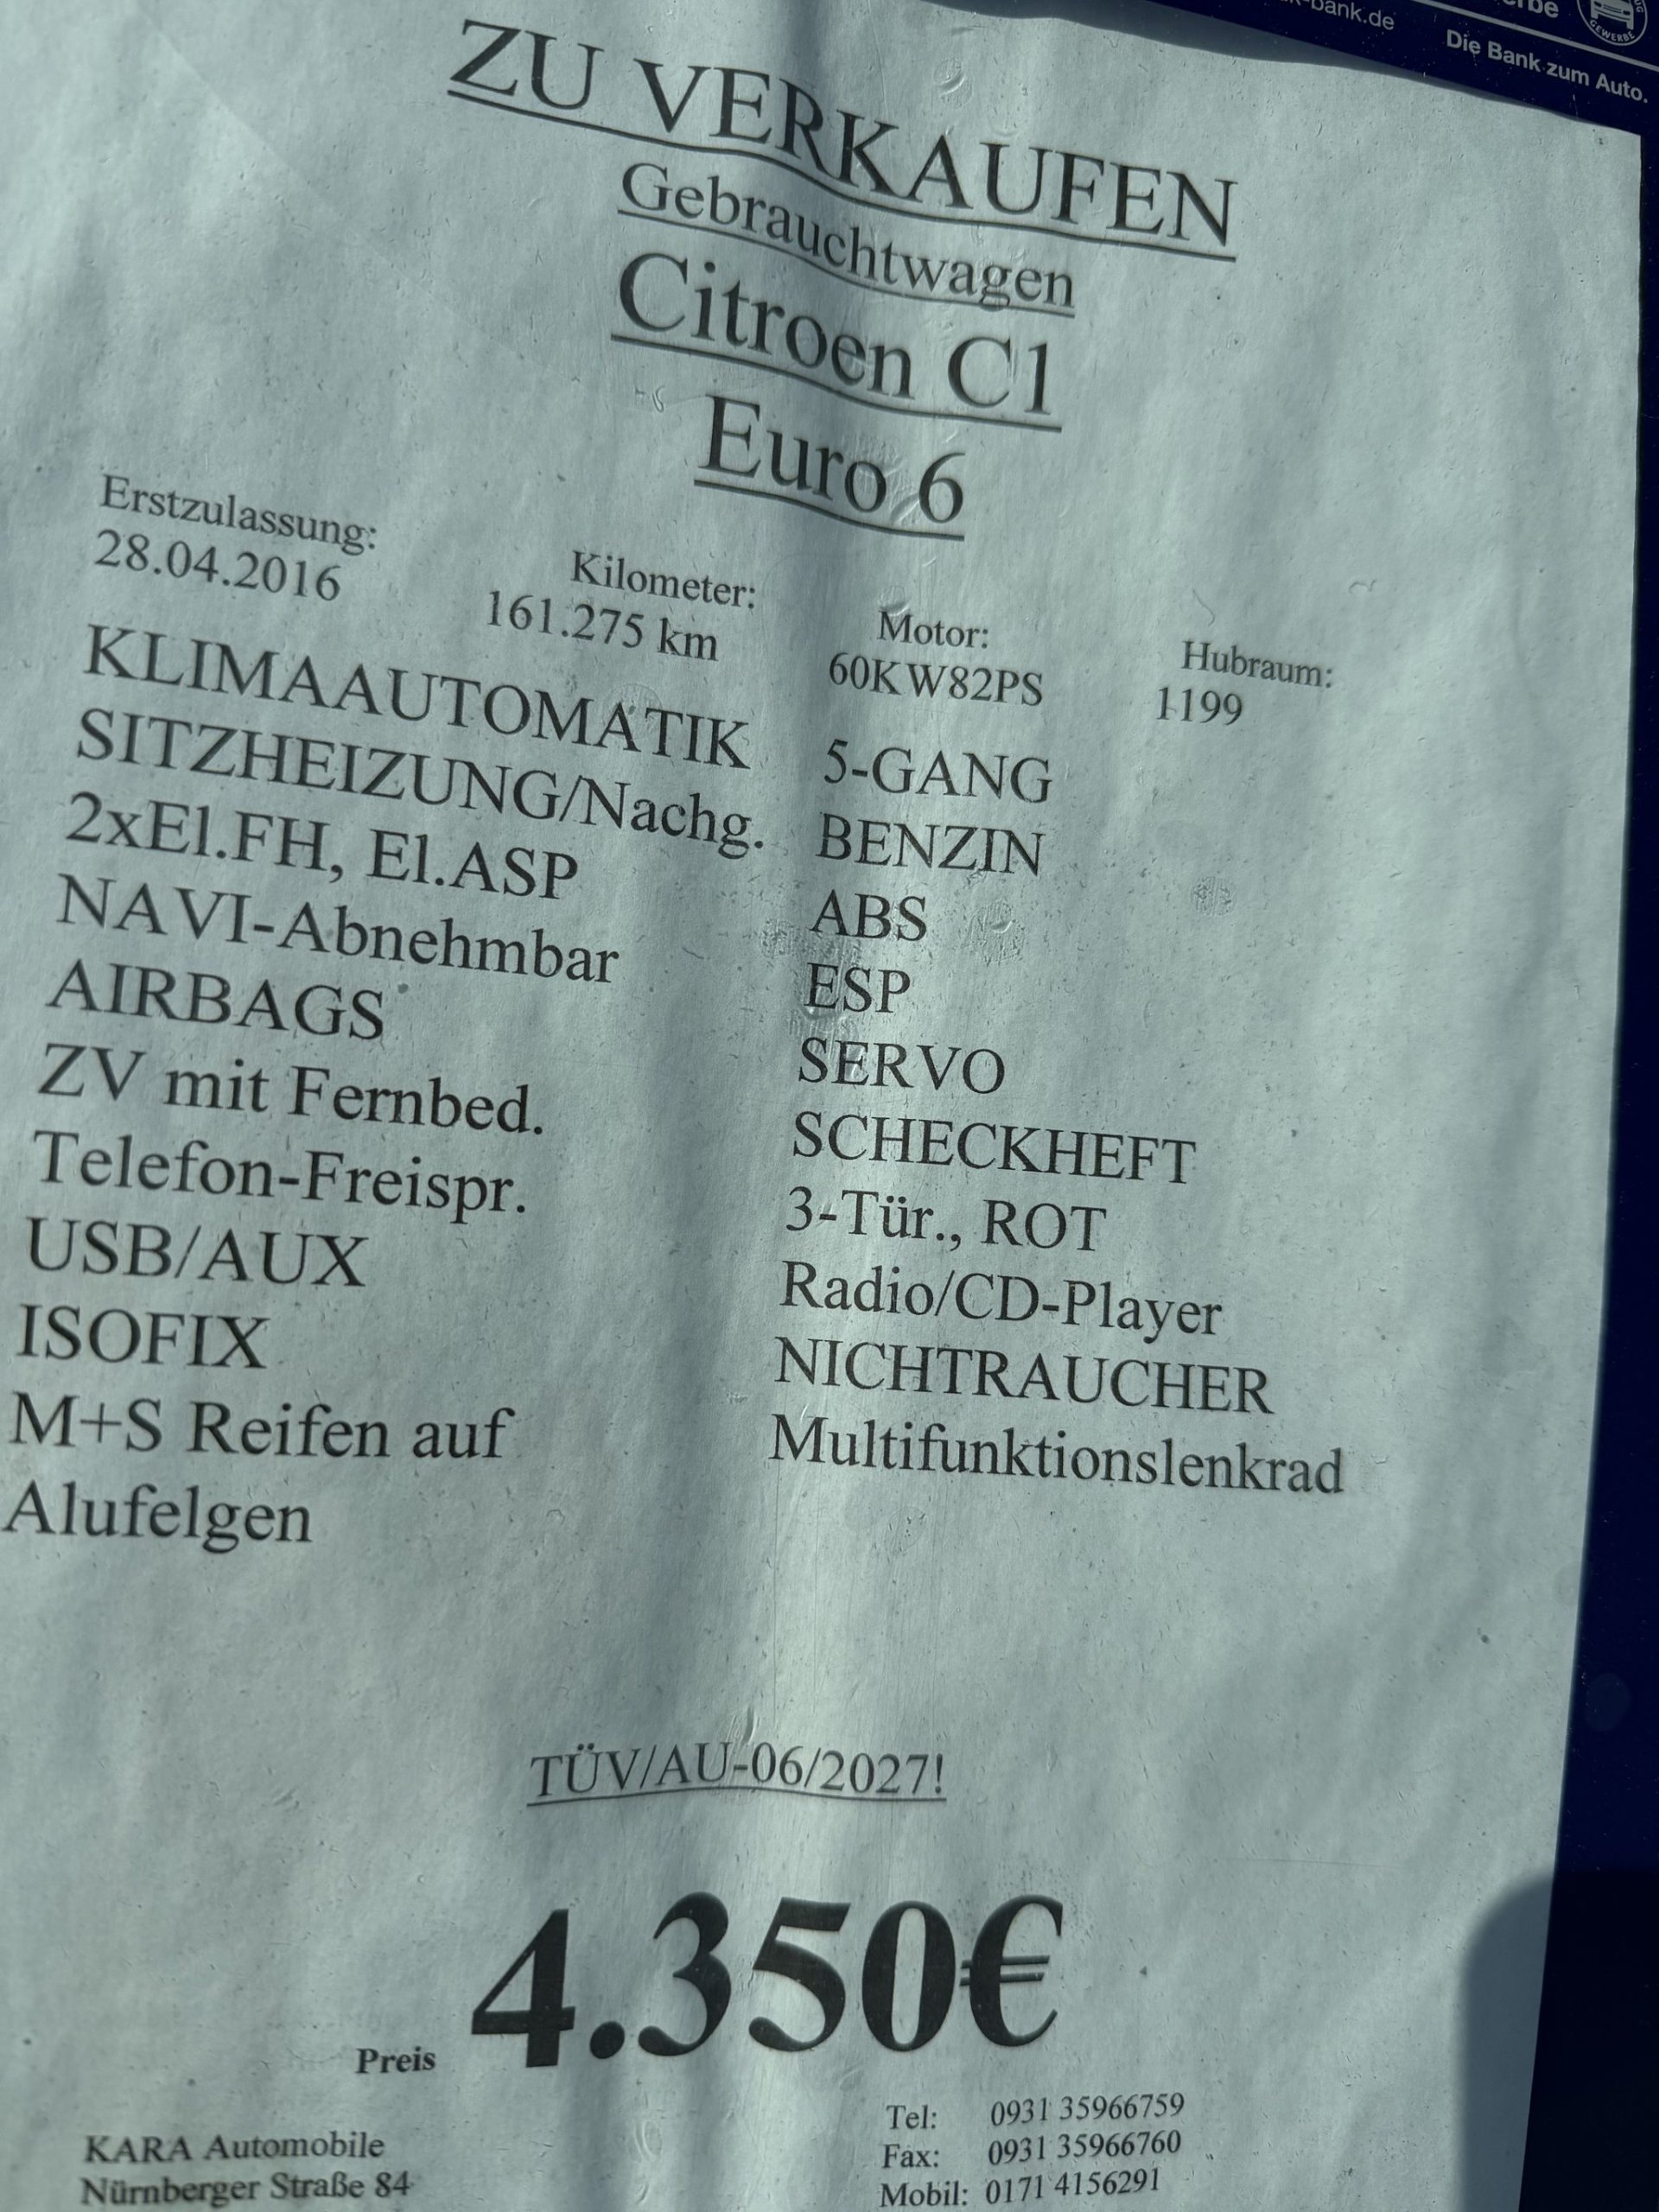 -bank.de
GEWERBE
Die Bank zum Auto.
ZU VERKAUFEN
Gebrauchtwagen
Citroen C1
Euro 6
Erstzulassung:
28.04.2016
Kilometer:
161.275 km
Motor:
60KW82PS
Hubraum:
1199
KLIMAAUTOMATIK
SITZHEIZUNG/Nachg.
2xEl.FH, El.ASP
NAVI-Abnehmbar
AIRBAGS
ZV mit Fernbed.
Telefon-Freispr.
USB/AUX
ISOFIX
M+S Reifen auf
Alufelgen
5-GANG
BENZIN
ABS
ESP
SERVO
SCHECKHEFT
3-Tür., ROT
Radio/CD-Player
NICHTRAUCHER
Multifunktionslenkrad
TÜV/AU-06/2027!
Preis 4.350€
KARA Automobile
Nürnberger Straße 84
Tel: 0931 35966759
Fax: 0931 35966760
Mobil: 0171 4156291